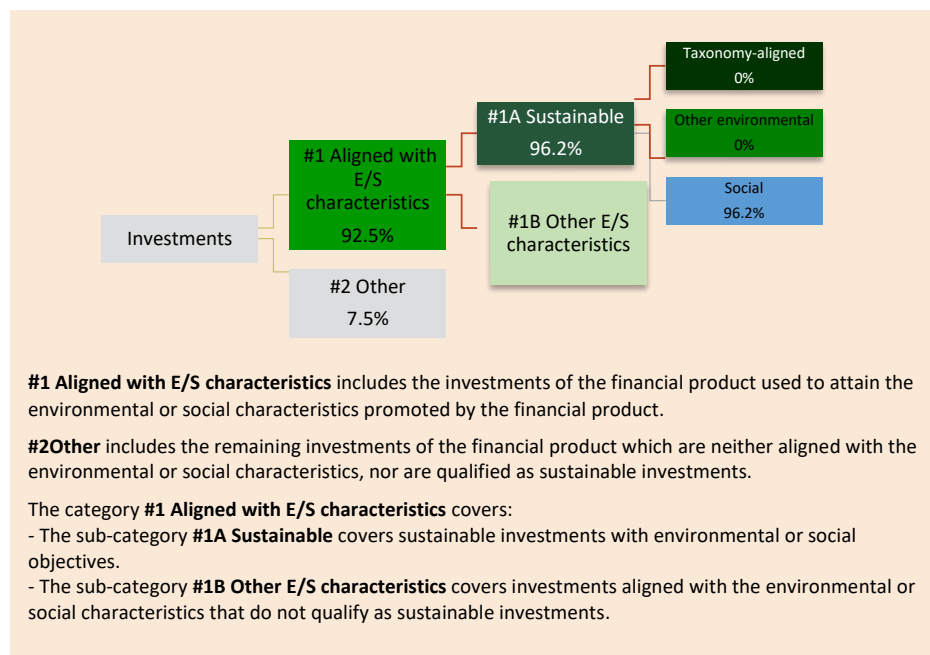 Taxonomy-aligned
0%
#1A Sustainable
96.2%
Other environmental
0%
#1 Aligned with
E/S
characteristics
92.5%
Social
96.2%
#1B Other E/S
characteristics
Investments
#2 Other
7.5%
#1 Aligned with E/S characteristics includes the investments of the financial product used to attain the
environmental or social characteristics promoted by the financial product.
#2Other includes the remaining investments of the financial product which are neither aligned with the
environmental or social characteristics, nor are qualified as sustainable investments.
The category #1 Aligned with E/S characteristics covers:
- The sub-category #1A Sustainable covers sustainable investments with environmental or social
objectives.
- The sub-category #1B Other E/S characteristics covers investments aligned with the environmental or
social characteristics that do not qualify as sustainable investments.